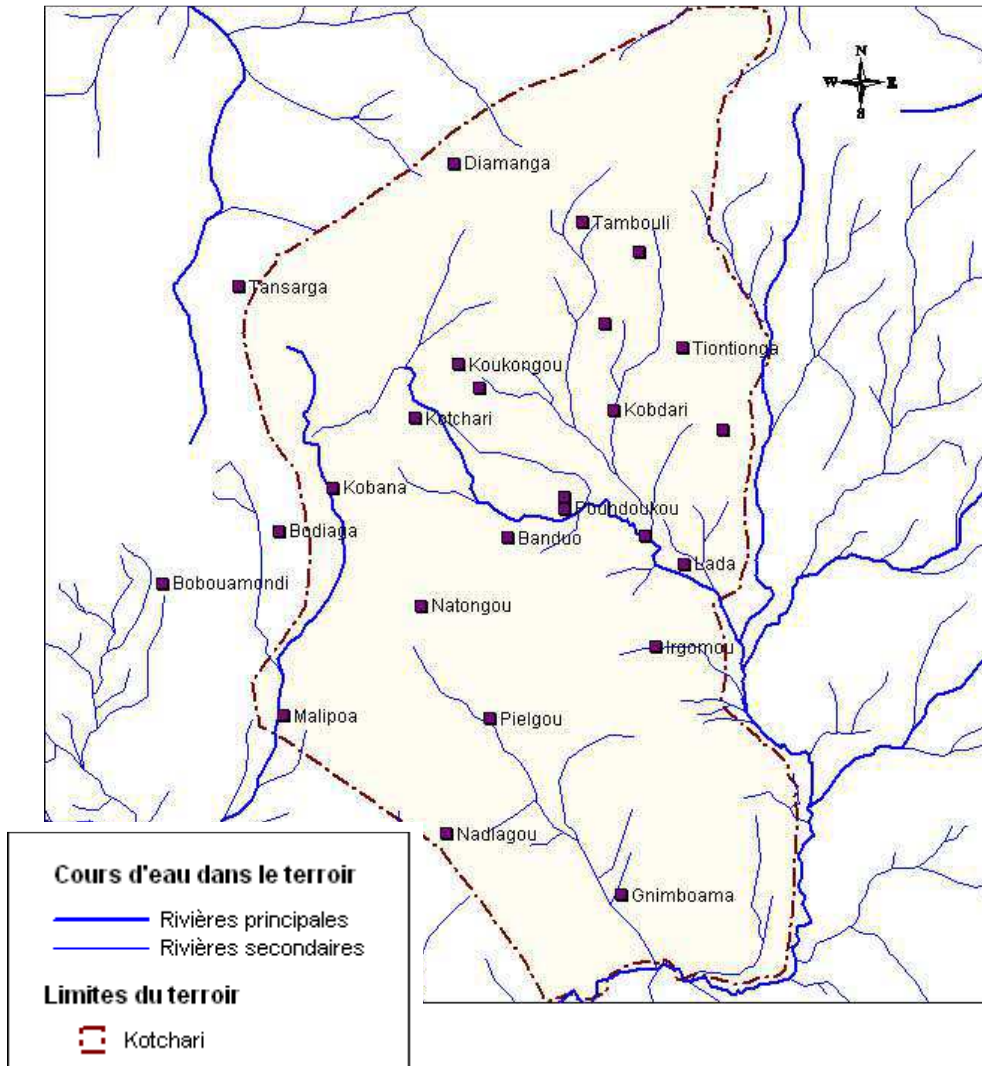 N
W E
S
Diamanga
Tambouli
Tansarga
Tiontionga
Koukongou
Kobdari
Kotchari
Kobana
Poundoukou
Bodiaga
Banduo
Lada
Bobouamondi
Natongou
Irgomou
Malipoa
Pielgou
Nadiagou
Gnimboama
Cours d'eau dans le terroir
Rivières principales
Rivières secondaires
Limites du terroir
Kotchari